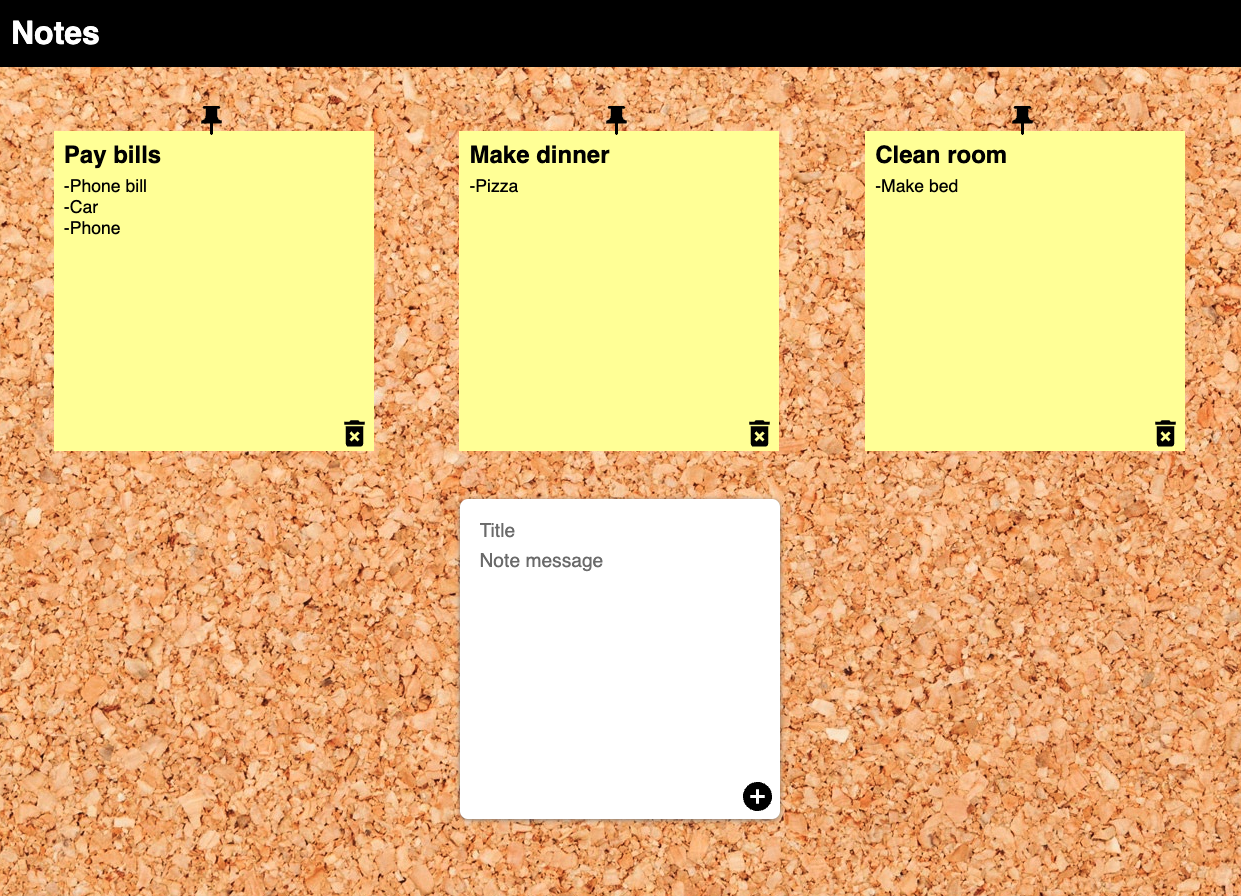 Notes
Pay bills
-Phone bill
-Car
-Phone
Make dinner
-Pizza
Clean room
-Make bed
Title
Note message